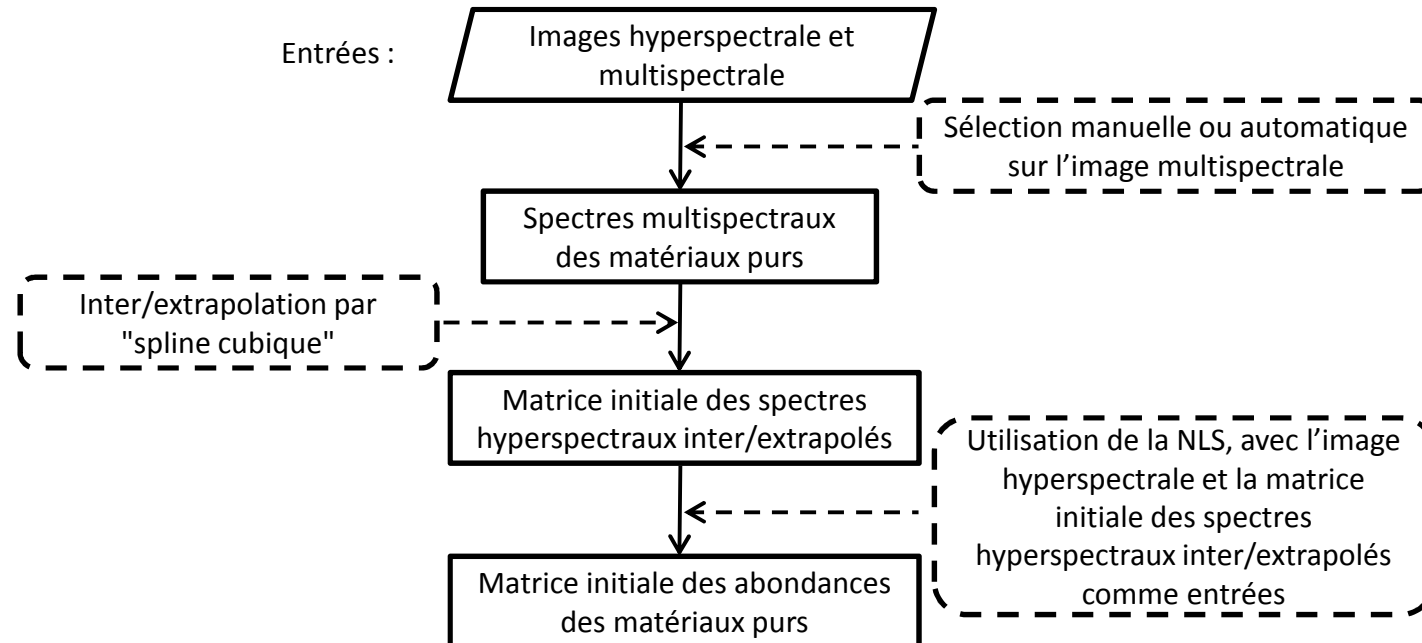 Entrées :
Images hyperspectrale et
multispectrale
Sélection manuelle ou automatique
sur l’image multispectrale
Spectres multispectraux
des matériaux purs
Inter/extrapolation par
"spline cubique"
Matrice initiale des spectres
hyperspectraux inter/extrapolés
Utilisation de la NLS, avec l’image
hyperspectrale et la matrice
initiale des spectres
hyperspectraux inter/extrapolés
comme entrées
Matrice initiale des abondances
des matériaux purs